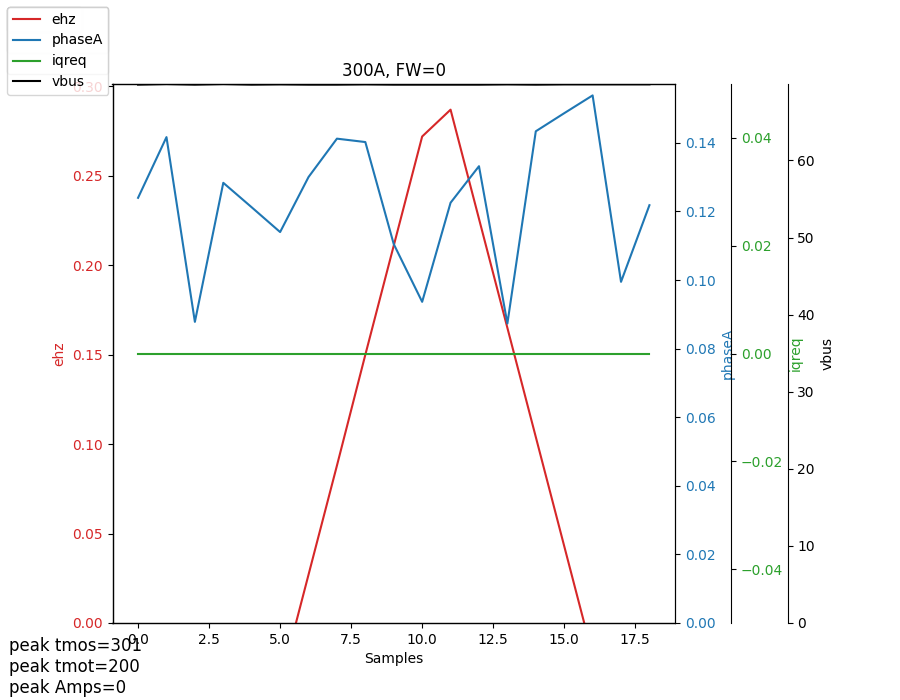 ehz
phaseA
iqreq
vbus
300A, FW=0
0.30
0.25
0.20
0.15
0.10
0.05
0.00
ehz
0.0 2.5 5.0 7.5 10.0 12.5 15.0 17.5
Samples
0.14
0.12
0.10
0.08
0.06
0.04
0.02
0.00
phaseA
0.04
0.02
0.00
−0.02
−0.04
iqreq
60
50
40
30
20
10
0
vbus
peak tmos=301
peak tmot=200
peak Amps=0